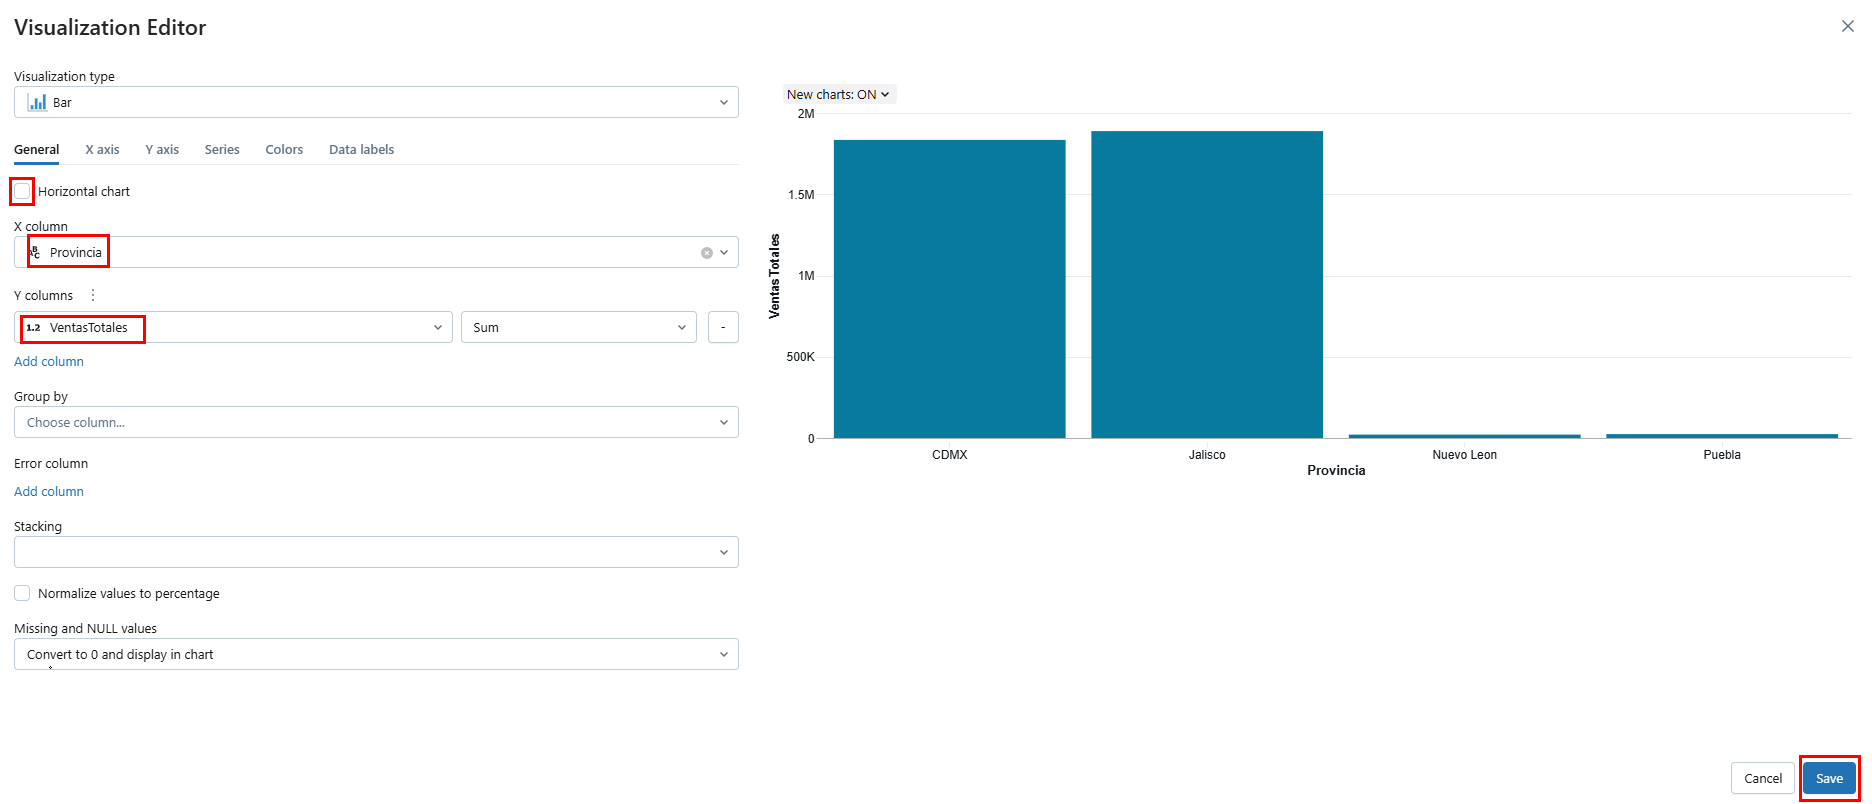 Visualization Editor
Visualization type
Bar
General X axis Y axis Series Colors Data labels
Horizontal chart
X column
Provincia
Y columns
1.2 VentasTotales Sum -
Add column
Group by
Choose column...
Error column
Add column
Stacking
Normalize values to percentage
Missing and NULL values
Convert to 0 and display in chart
New charts: ON
2M
1.5M
1M
500K
0
Ventas Totales
CDMX Jalisco Nuevo Leon Puebla
Provincia
Cancel Save